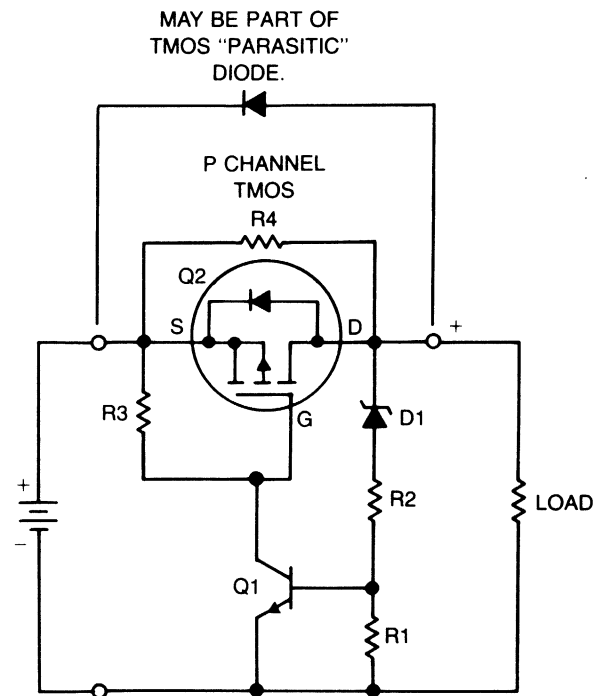 MAY BE PART OF
TMOS “PARASITIC”
DIODE.
P CHANNEL
TMOS
R4
Q2
S
D
+
R3
G
D1
+
R2
LOAD
−
Q1
R1